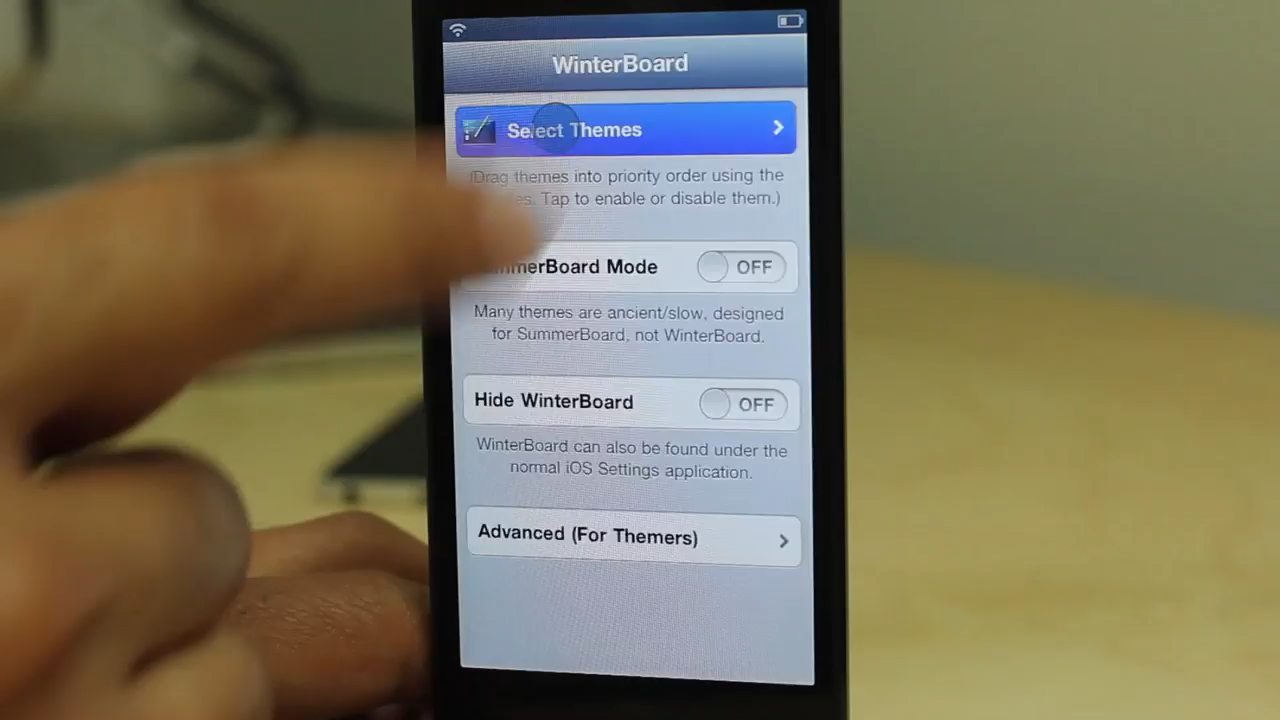 WinterBoard
Select Themes
(Drag themes into priority order using the
Tap to enable or disable them.)
SummerBoard Mode OFF
Many themes are ancient/slow, designed
for SummerBoard, not WinterBoard.
Hide WinterBoard OFF
WinterBoard can also be found under the
normal iOS Settings application.
Advanced (For Themers)